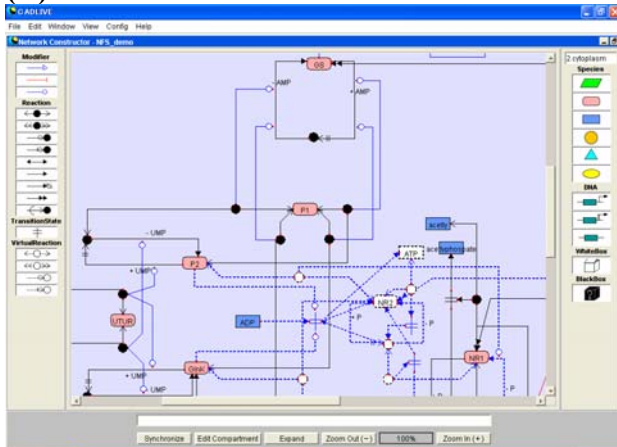 CADLIVE
File Edit Window View Config Help
Network Constructor - NFS_demo
Modifier
Reaction
TransitionState
VirtualReaction
2:cytoplasm
Species
DNA
WhiteBox
BlackBox
GS
- AMP
+ AMP
P1
- UMP
P2
+ UMP
UTUR
ADP
ATP
NR2
+ P
- P
acetyl
acetyphosphate
NR1
- P
GlnK
+ UMP
- UMP
Synchronize
Edit Compartment
Expand
Zoom Out (−)
100%
Zoom In (+)